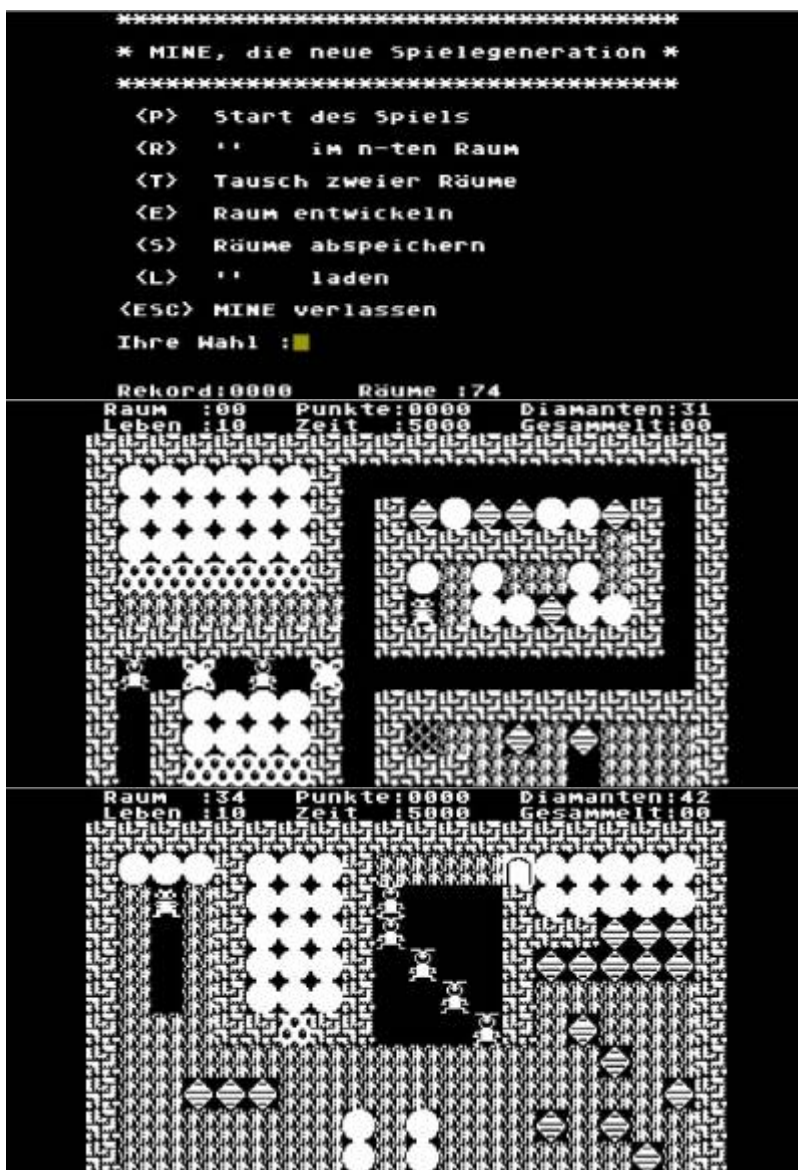 ***********************************
* MINE, die neue Spielegeneration *
***********************************
<P> Start des Spiels
<R> '' im n-ten Raum
<T> Tausch zweier Räume
<E> Raum entwickeln
<S> Räume abspeichern
<L> '' laden
<ESC> MINE verlassen
Ihre Wahl :
Rekord:0000 Räume :74
Raum :00 Punkte:0000 Diamanten:31
Leben :10 Zeit :5000 Gesammelt:00
Raum :34 Punkte:0000 Diamanten:42
Leben :10 Zeit :5000 Gesammelt:00